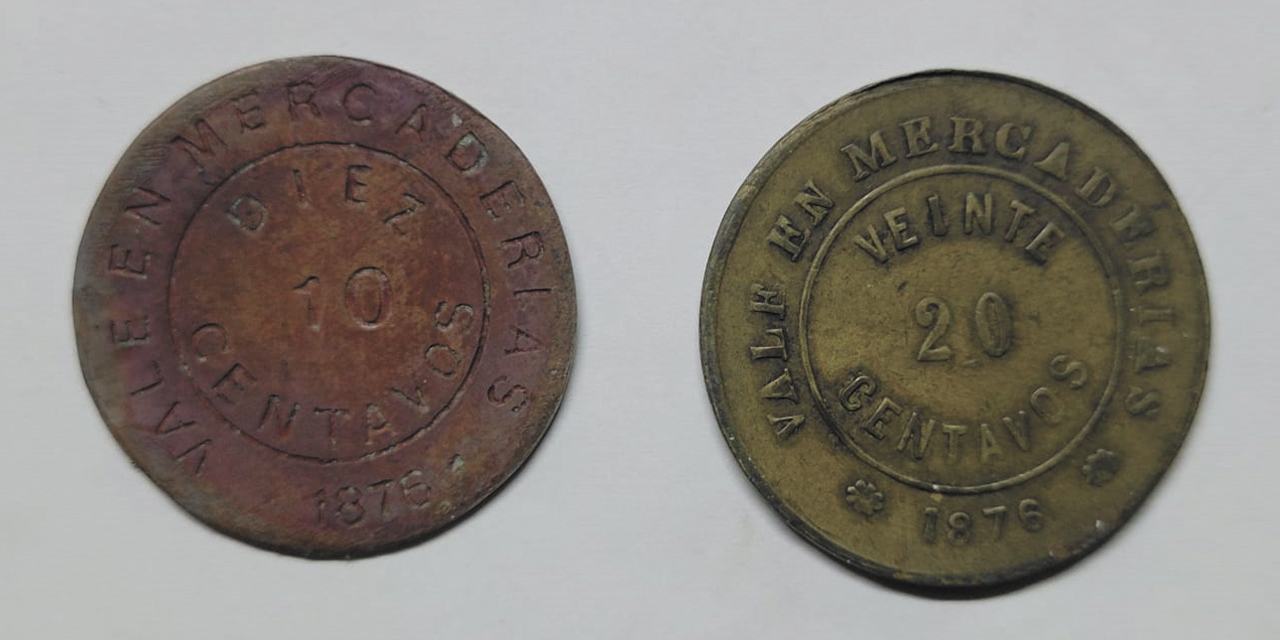 VALE EN MERCADERIAS
DIEZ
10
CENTAVOS
1876
VALE EN MERCADERIAS
VEINTE
20
CENTAVOS
1876